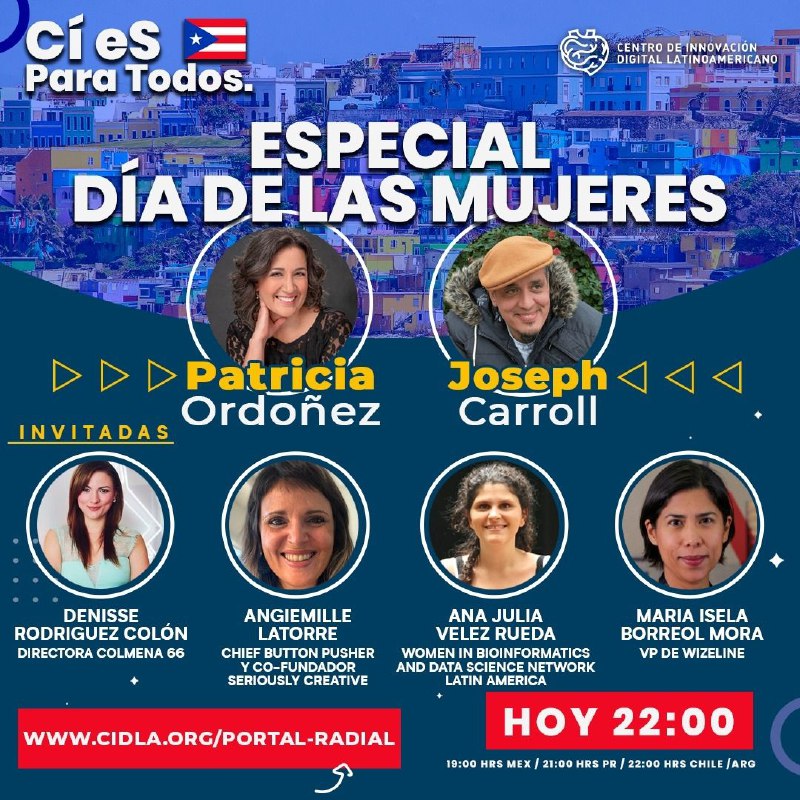 Cí eS
Para Todos.
CENTRO DE INNOVACIÓN
DIGITAL LATINOAMERICANO
ESPECIAL
DÍA DE LAS MUJERES
Patricia
Ordoñez
Joseph
Carroll
INVITADAS
DENISSE
RODRIGUEZ COLÓN
DIRECTORA COLMENA 66
ANGIEMILLE
LATORRE
CHIEF BUTTON PUSHER
Y CO-FUNDADOR
SERIOUSLY CREATIVE
ANA JULIA
VELEZ RUEDA
WOMEN IN BIOINFORMATICS
AND DATA SCIENCE NETWORK
LATIN AMERICA
MARIA ISELA
BORREOL MORA
VP DE WIZELINE
WWW.CIDLA.ORG/PORTAL-RADIAL
HOY 22:00
19:00 HRS MEX / 21:00 HRS PR / 22:00 HRS CHILE /ARG